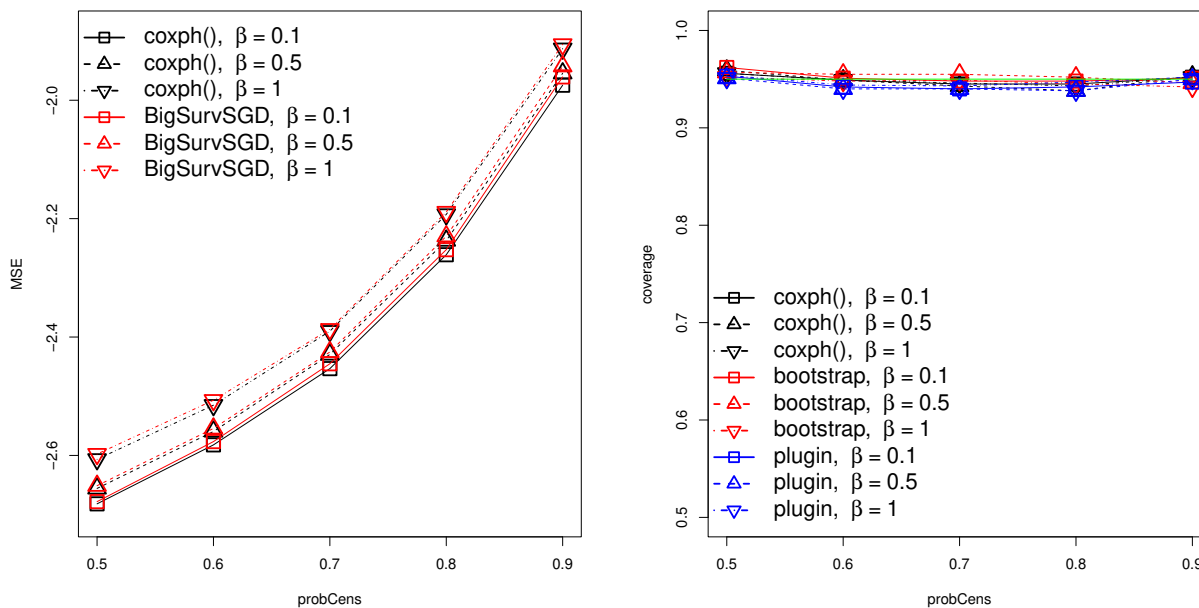 coxph(), β = 0.1
coxph(), β = 0.5
coxph(), β = 1
BigSurvSGD, β = 0.1
BigSurvSGD, β = 0.5
BigSurvSGD, β = 1
-2.0
-2.2
-2.4
-2.6
MSE
0.5 0.6 0.7 0.8 0.9
probCens
1.0
0.9
0.8
0.7
0.6
0.5
coverage
coxph(), β = 0.1
coxph(), β = 0.5
coxph(), β = 1
bootstrap, β = 0.1
bootstrap, β = 0.5
bootstrap, β = 1
plugin, β = 0.1
plugin, β = 0.5
plugin, β = 1
0.5 0.6 0.7 0.8 0.9
probCens